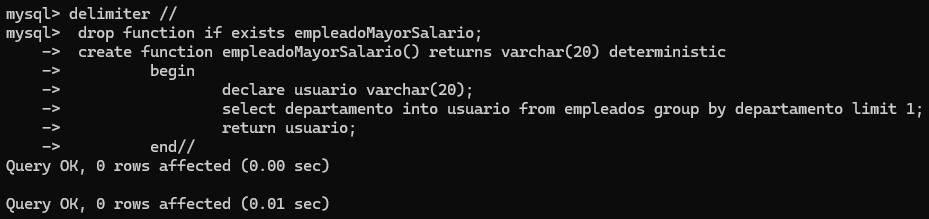 mysql> delimiter //
mysql>  drop function if exists empleadoMayorSalario;
    ->  create function empleadoMayorSalario() returns varchar(20) deterministic
    ->          begin
    ->                  declare usuario varchar(20);
    ->                  select departamento into usuario from empleados group by departamento limit 1;
    ->                  return usuario;
    ->          end//
Query OK, 0 rows affected (0.00 sec)

Query OK, 0 rows affected (0.01 sec)